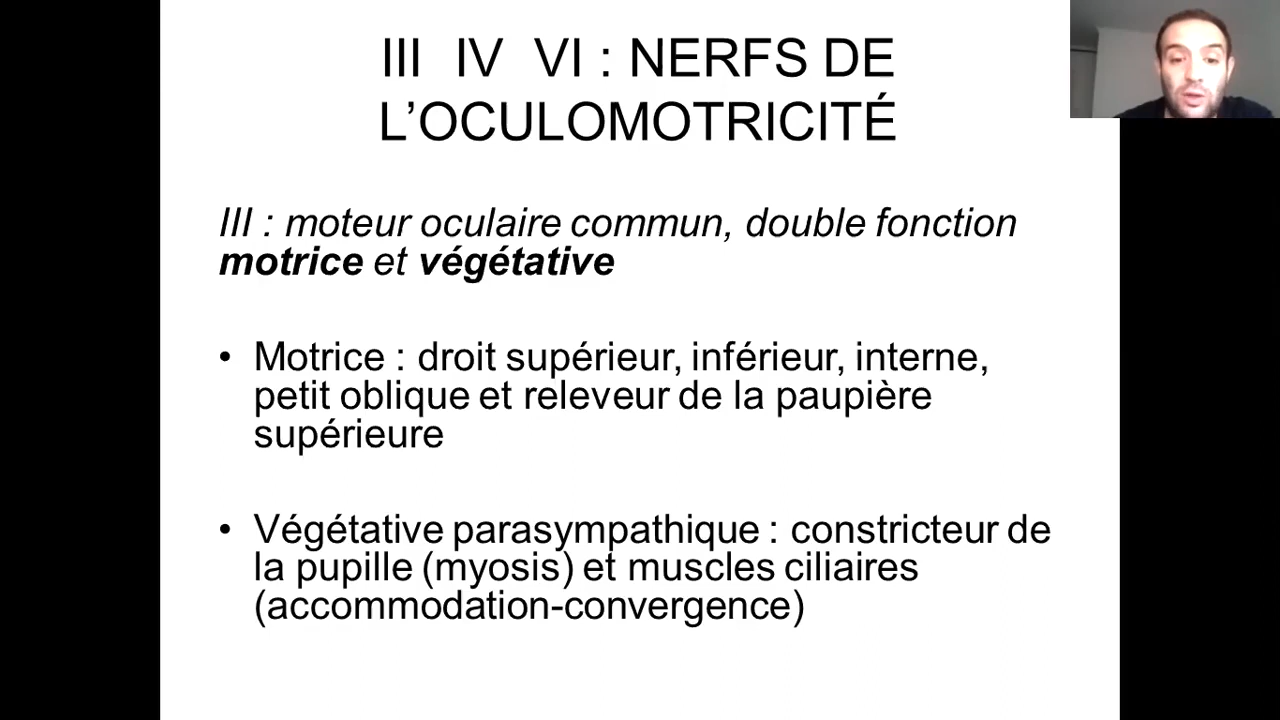 III IV VI : NERFS DE
L’OCULOMOTRICITÉ
III : moteur oculaire commun, double fonction
motrice et végétative
• Motrice : droit supérieur, inférieur, interne,
petit oblique et releveur de la paupière
supérieure
• Végétative parasympathique : constricteur de
la pupille (myosis) et muscles ciliaires
(accommodation-convergence)